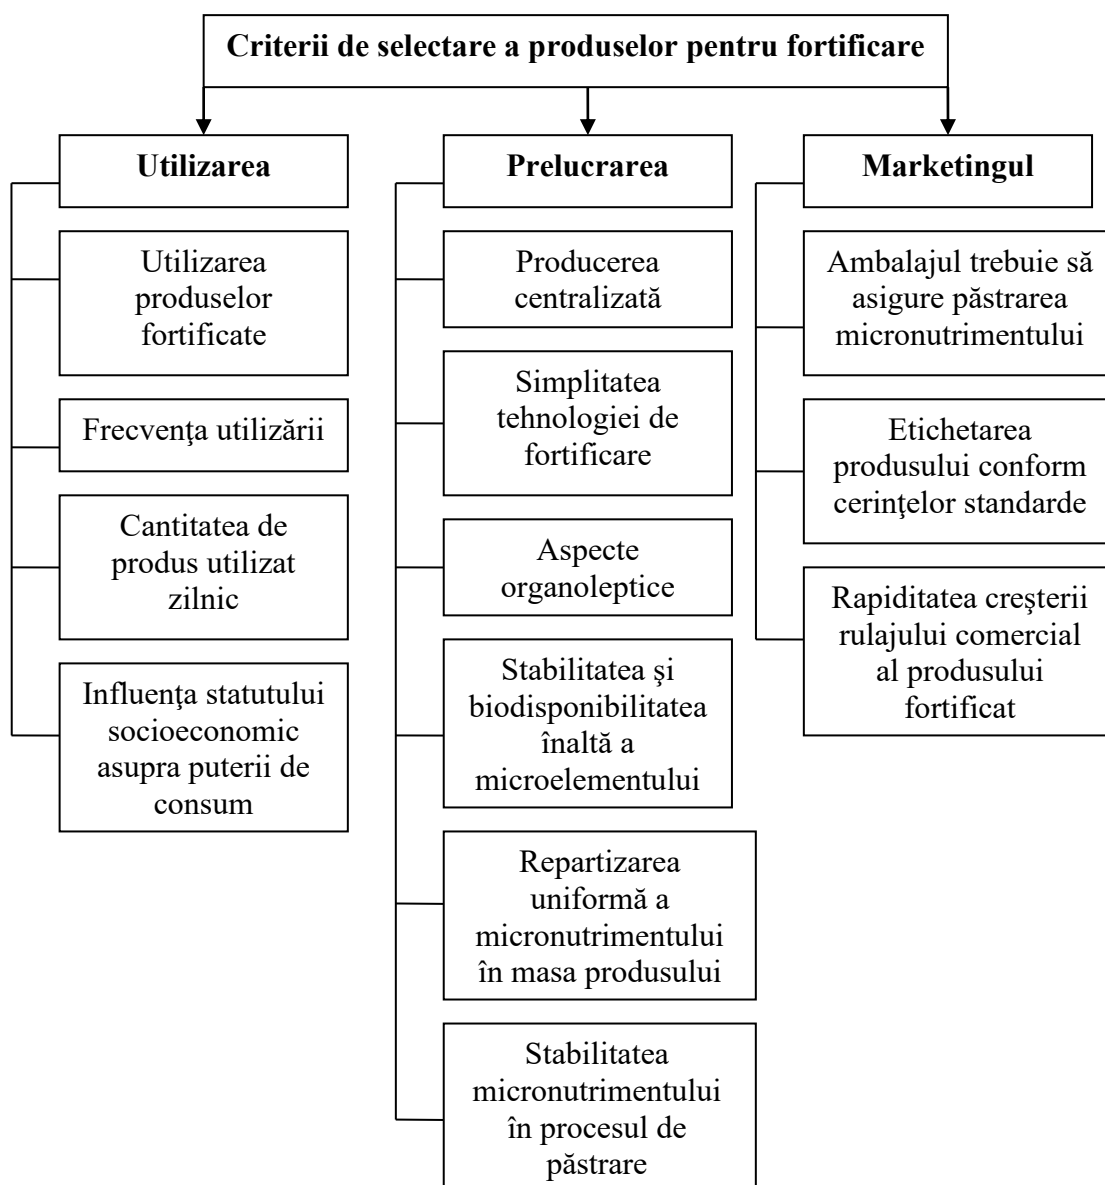 Criterii de selectare a produselor pentru fortificare
Utilizarea
Utilizarea
produselor
fortificate
Frecvenţa utilizării
Cantitatea de
produs utilizat
zilnic
Influenţa statutului
socioeconomic
asupra puterii de
consum
Prelucrarea
Producerea
centralizată
Simplitatea
tehnologiei de
fortificare
Aspecte
organoleptice
Stabilitatea şi
biodisponibilitatea
înaltă a
microelementului
Repartizarea
uniformă a
micronutrimentului
în masa produsului
Stabilitatea
micronutrimentului
în procesul de
păstrare
Marketingul
Ambalajul trebuie să
asigure păstrarea
micronutrimentului
Etichetarea
produsului conform
cerinţelor standarde
Rapiditatea creşterii
rulajului comercial
al produsului
fortificat